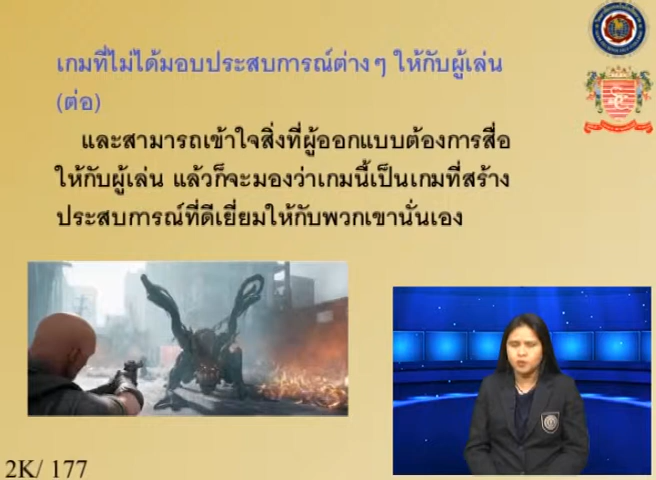 เกมที่ไม่ได้มอบประสบการณ์ต่างๆ ให้กับผู้เล่น
(ต่อ)
และสามารถเข้าใจสิ่งที่ผู้ออกแบบต้องการสื่อ
ให้กับผู้เล่น แล้วก็จะมองว่าเกมนี้เป็นเกมที่สร้าง
ประสบการณ์ที่ดีเยี่ยมให้กับพวกเขานั่นเอง
2K/ 177